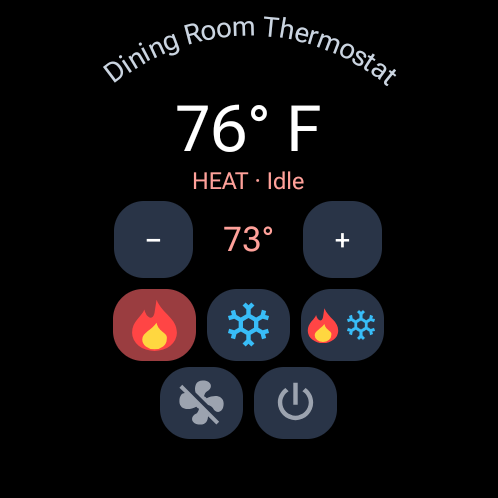 Dining Room Thermostat
76° F
HEAT · Idle
− 73° +